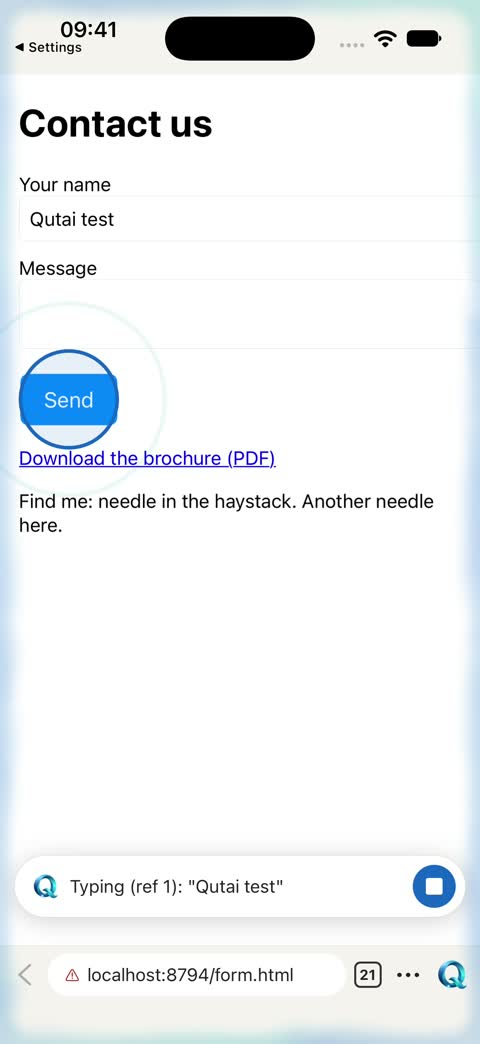 09:41
◀ Settings
Contact us
Your name
Qutai test
Message
Send
Download the brochure (PDF)
Find me: needle in the haystack. Another needle
here.
Typing (ref 1): "Qutai test"
localhost:8794/form.html
21